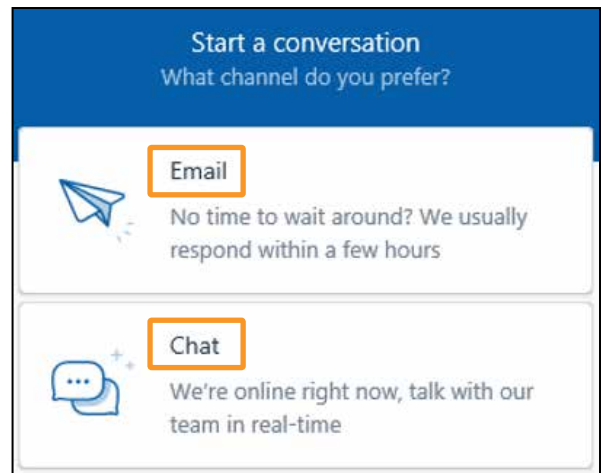 Start a conversation
What channel do you prefer?
Email
No time to wait around? We usually
respond within a few hours
Chat
We're online right now, talk with our
team in real-time